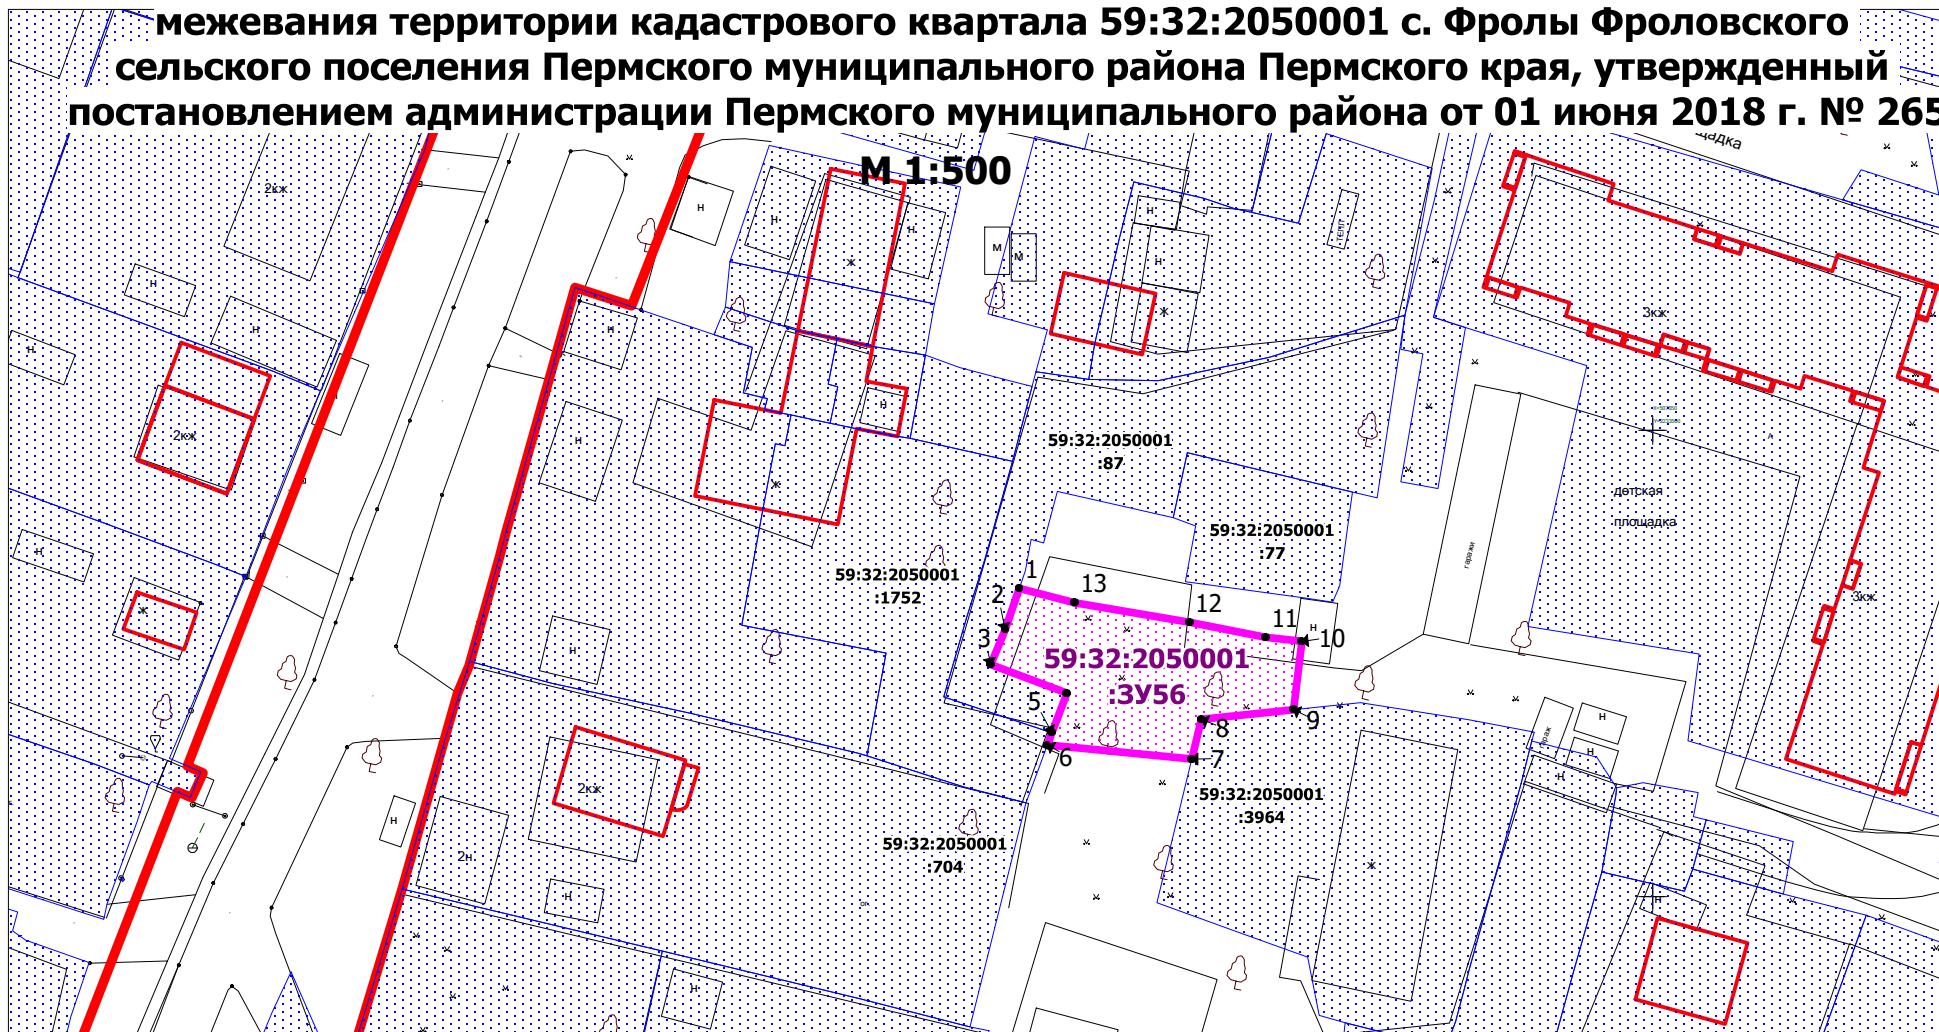 межевания территории кадастрового квартала 59:32:2050001 с. Фролы Фроловского
сельского поселения Пермского муниципального района Пермского края, утвержденный
постановлением администрации Пермского муниципального района от 01 июня 2018 г. № 265
М 1:500
щадка
2кж
н
н
н
м
м
н
н
ж
ж
н
н
н
н
н
3кж
ж
н
2кж
н
н
ж
59:32:2050001
:87
детская
площадка
59:32:2050001
:77
гаражи
59:32:2050001
:1752
н
ж
н
1
13
2
12
11
н
3
10
3кж
59:32:2050001
:ЗУ56
5
8
9
6
7
гараж
н
н
н
2кж
59:32:2050001
:3964
н
2н
59:32:2050001
:704
ж
н
н
н